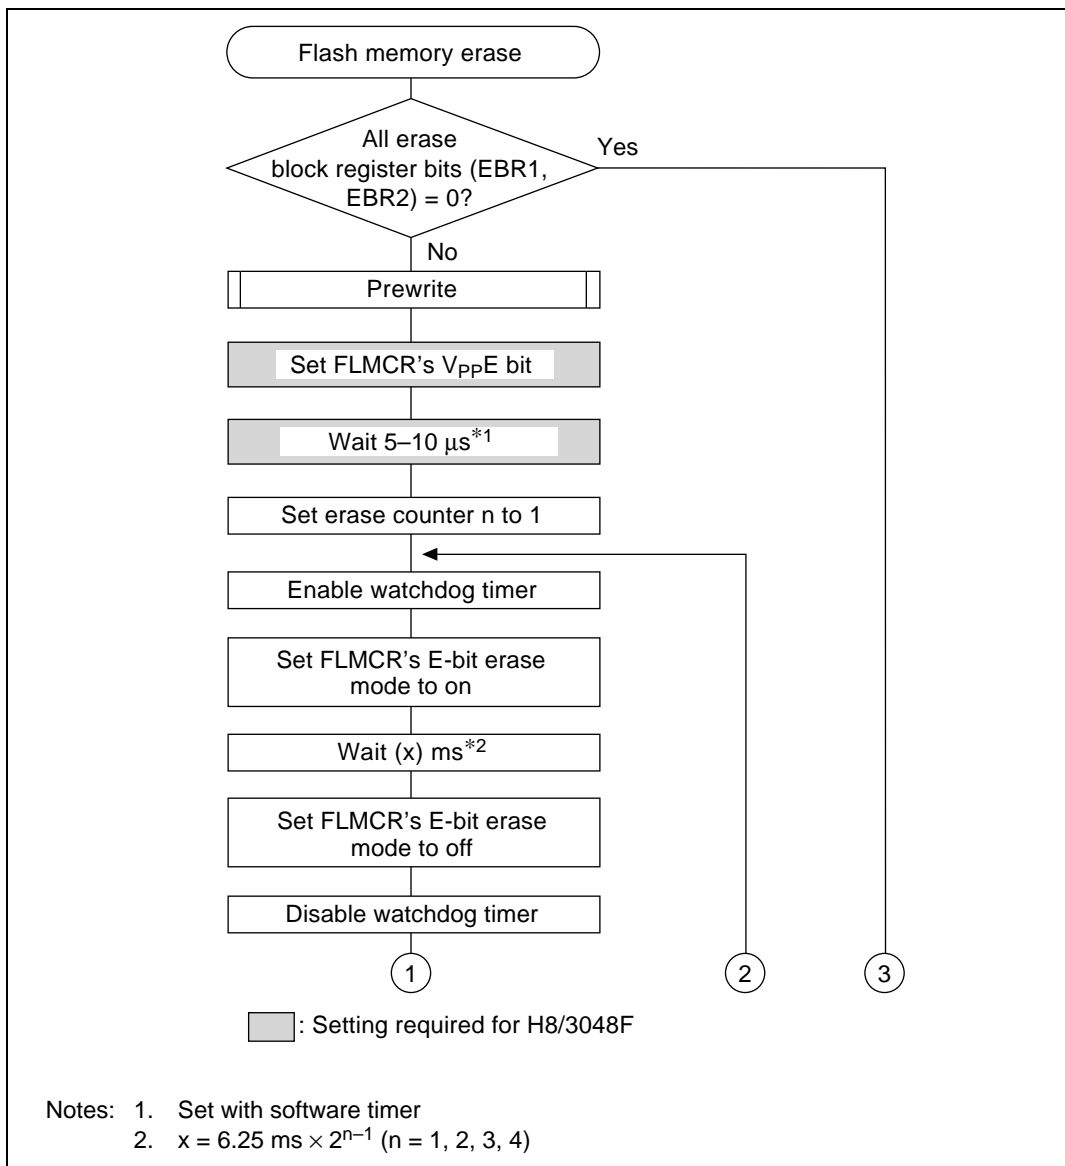 Flash memory erase
All erase
block register bits (EBR1,
EBR2) = 0?
Yes
No
Prewrite
Set FLMCR's VPPE bit
Wait 5–10 μs*1
Set erase counter n to 1
Enable watchdog timer
Set FLMCR's E-bit erase
mode to on
Wait (x) ms*2
Set FLMCR's E-bit erase
mode to off
Disable watchdog timer
1
2
3
: Setting required for H8/3048F
Notes: 1. Set with software timer
2. x = 6.25 ms × 2n–1 (n = 1, 2, 3, 4)